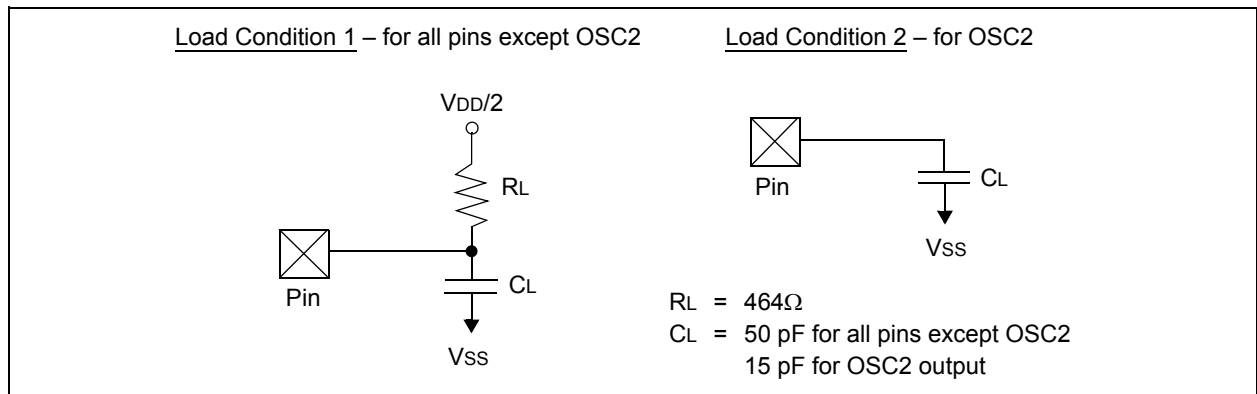 Load Condition 1 – for all pins except OSC2
VDD/2
RL
Pin
CL
VSS
Load Condition 2 – for OSC2
Pin
CL
VSS
RL = 464Ω
CL = 50 pF for all pins except OSC2
15 pF for OSC2 output